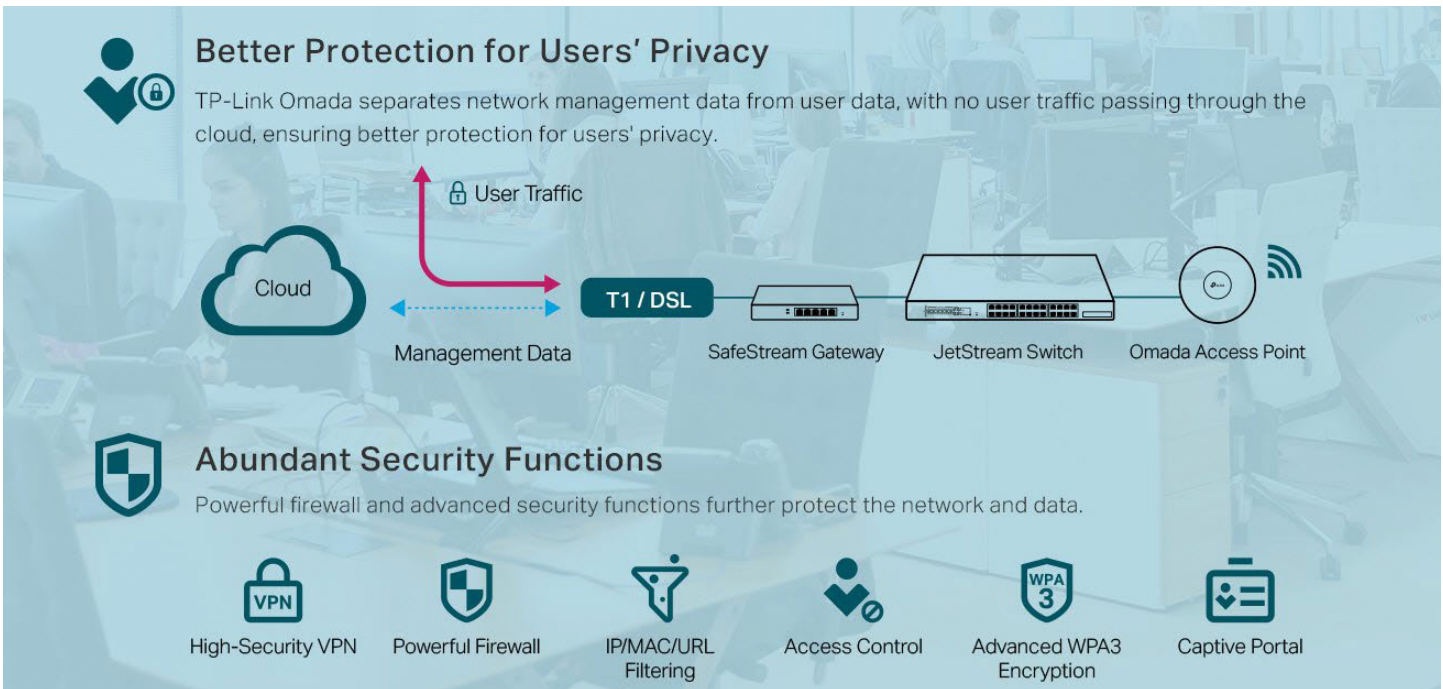 Better Protection for Users' Privacy
TP-Link Omada separates network management data from user data, with no user traffic passing through the
cloud, ensuring better protection for users' privacy.
User Traffic
Cloud
T1 / DSL
Management Data
SafeStream Gateway
JetStream Switch
Omada Access Point
Abundant Security Functions
Powerful firewall and advanced security functions further protect the network and data.
VPN
WPA
3
High-Security VPN
Powerful Firewall
IP/MAC/URL
Filtering
Access Control
Advanced WPA3
Encryption
Captive Portal